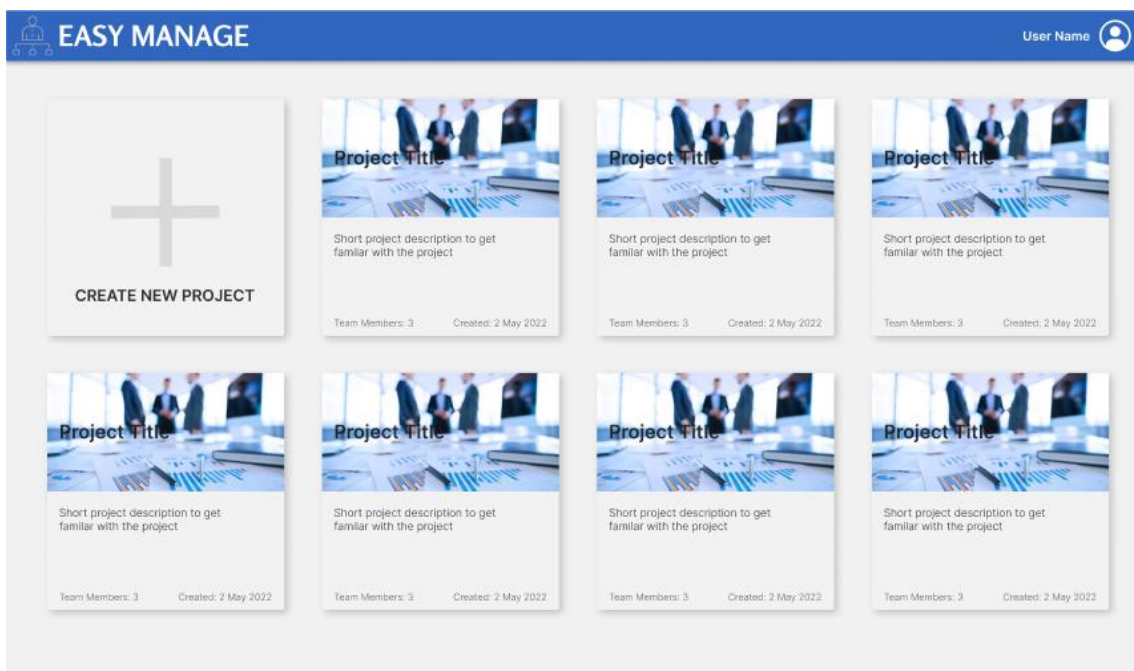 EASY MANAGE
User Name
CREATE NEW PROJECT
Project Title
Short project description to get
familar with the project
Team Members: 3 Created: 2 May 2022
Project Title
Short project description to get
familar with the project
Team Members: 3 Created: 2 May 2022
Project Title
Short project description to get
familar with the project
Team Members: 3 Created: 2 May 2022
Project Title
Short project description to get
familar with the project
Team Members: 3 Created: 2 May 2022
Project Title
Short project description to get
familar with the project
Team Members: 3 Created: 2 May 2022
Project Title
Short project description to get
familar with the project
Team Members: 3 Created: 2 May 2022
Project Title
Short project description to get
familar with the project
Team Members: 3 Created: 2 May 2022